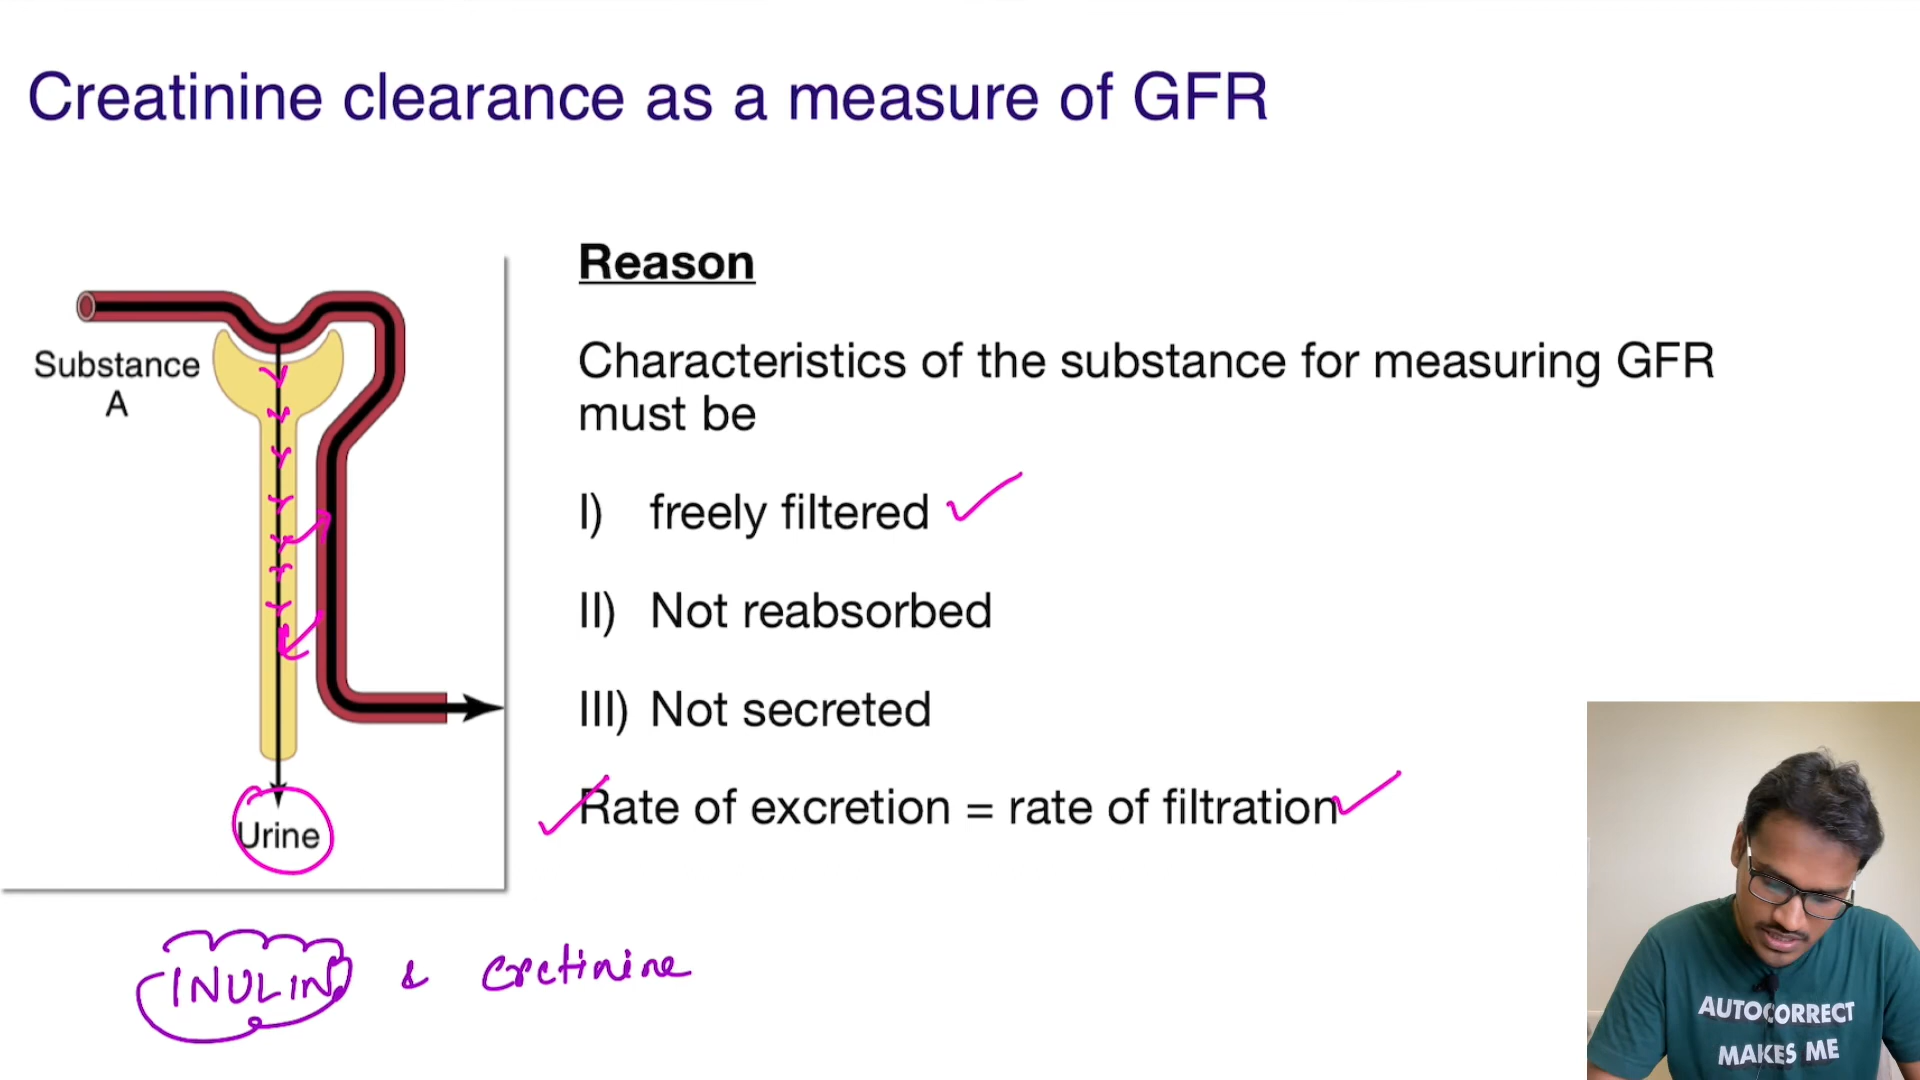 Creatinine clearance as a measure of GFR
Reason
Substance
A
Characteristics of the substance for measuring GFR
must be
I) freely filtered
II) Not reabsorbed
III) Not secreted
Rate of excretion = rate of filtration
Urine
INULIN & cretinine
AUTOCORRECT
MAKES ME